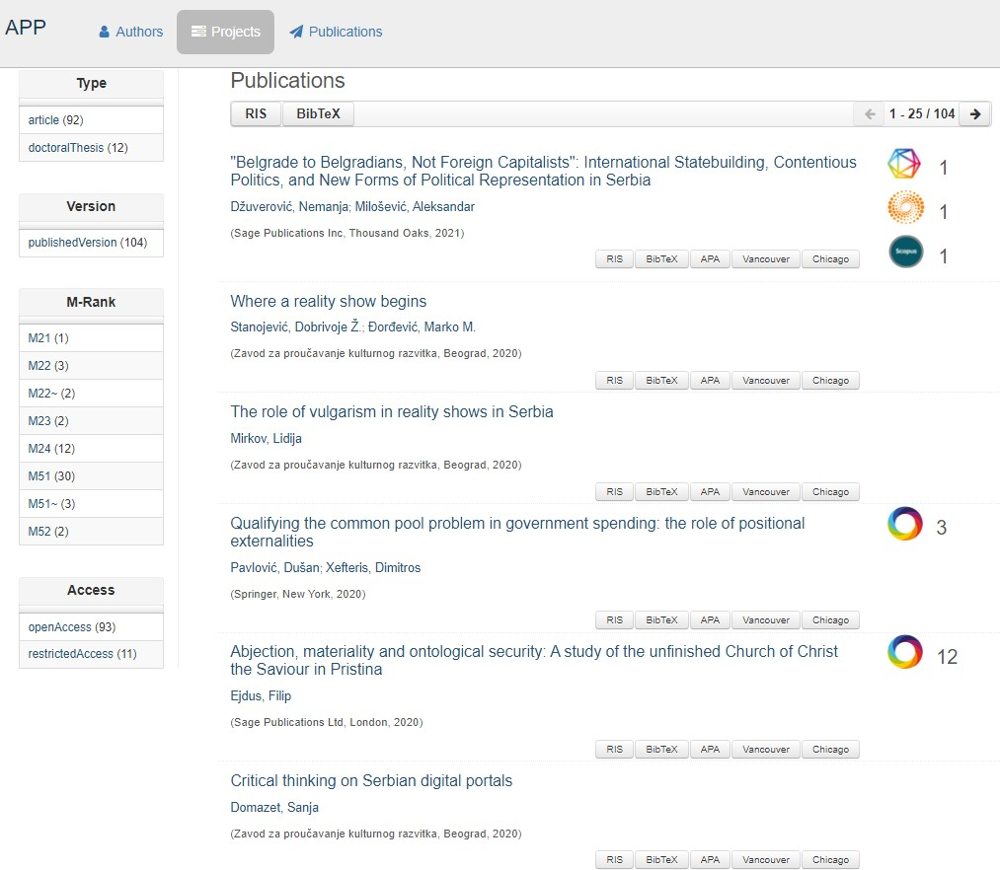 APP
Authors
Projects
Publications
Type
article (92)
doctoralThesis (12)
Version
publishedVersion (104)
M-Rank
M21 (1)
M22 (3)
M22~ (2)
M23 (2)
M24 (12)
M51 (30)
M51~ (3)
M52 (2)
Access
openAccess (93)
restrictedAccess (11)
Publications
RIS BibTeX
1 - 25 / 104
"Belgrade to Belgradians, Not Foreign Capitalists": International Statebuilding, Contentious
Politics, and New Forms of Political Representation in Serbia
Džuverović, Nemanja; Milošević, Aleksandar
(Sage Publications Inc, Thousand Oaks, 2021)
RIS BibTeX APA Vancouver Chicago
1
1
Scopus 1
Where a reality show begins
Stanojević, Dobrivoje Ž.; Đorđević, Marko M.
(Zavod za proučavanje kulturnog razvitka, Beograd, 2020)
RIS BibTeX APA Vancouver Chicago
The role of vulgarism in reality shows in Serbia
Mirkov, Lidija
(Zavod za proučavanje kulturnog razvitka, Beograd, 2020)
RIS BibTeX APA Vancouver Chicago
Qualifying the common pool problem in government spending: the role of positional
externalities
Pavlović, Dušan; Xefteris, Dimitros
(Springer, New York, 2020)
RIS BibTeX APA Vancouver Chicago
3
Abjection, materiality and ontological security: A study of the unfinished Church of Christ
the Saviour in Pristina
Ejdus, Filip
(Sage Publications Ltd, London, 2020)
RIS BibTeX APA Vancouver Chicago
12
Critical thinking on Serbian digital portals
Domazet, Sanja
(Zavod za proučavanje kulturnog razvitka, Beograd, 2020)
RIS BibTeX APA Vancouver Chicago